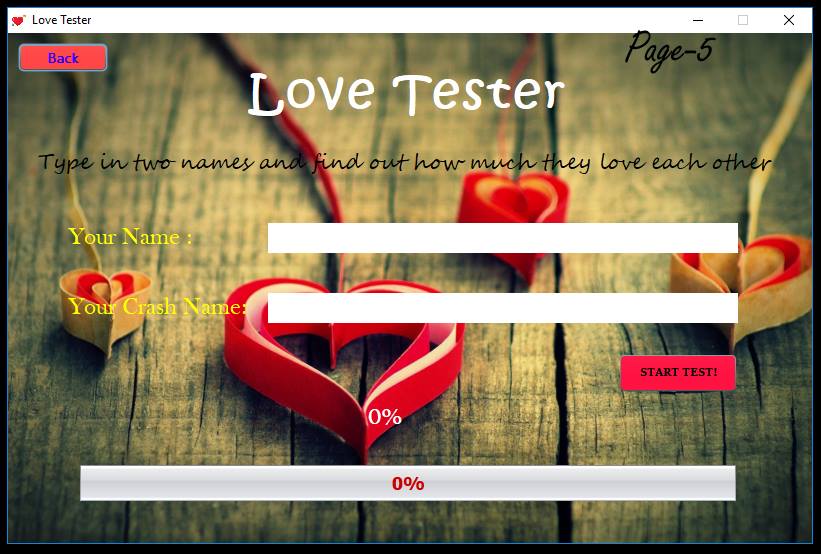 Love Tester
Back
Page-5
Love Tester
Type in two names and find out how much they love each other
Your Name :
Your Crash Name:
START TEST!
0%
0%